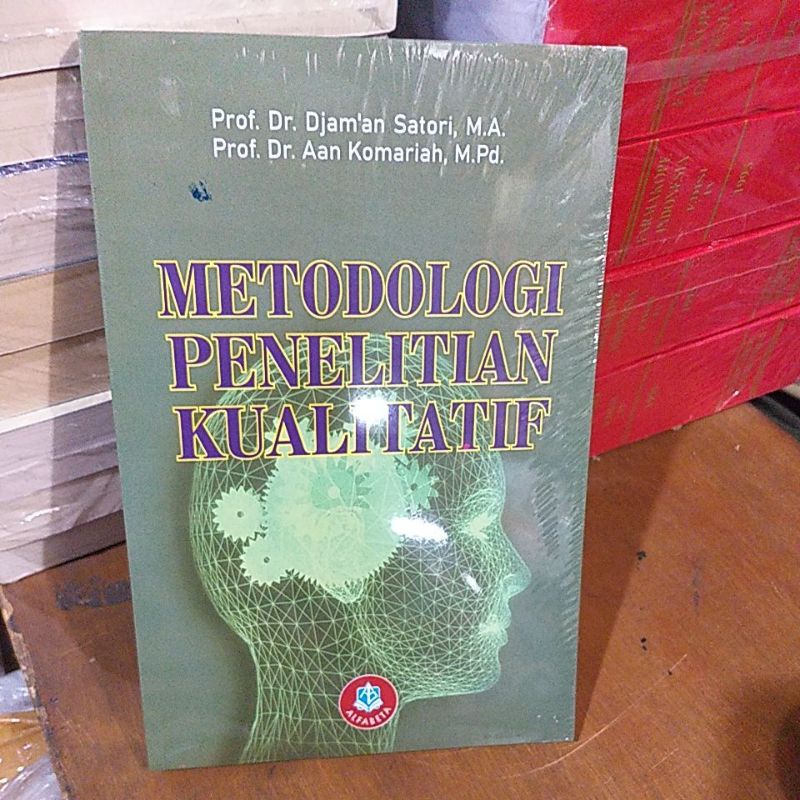 Prof. Dr. Djam'an Satori, M.A.
Prof. Dr. Aan Komariah, M.Pd.
METODOLOGI
PENELITIAN
KUALITATIF
ALFABETA